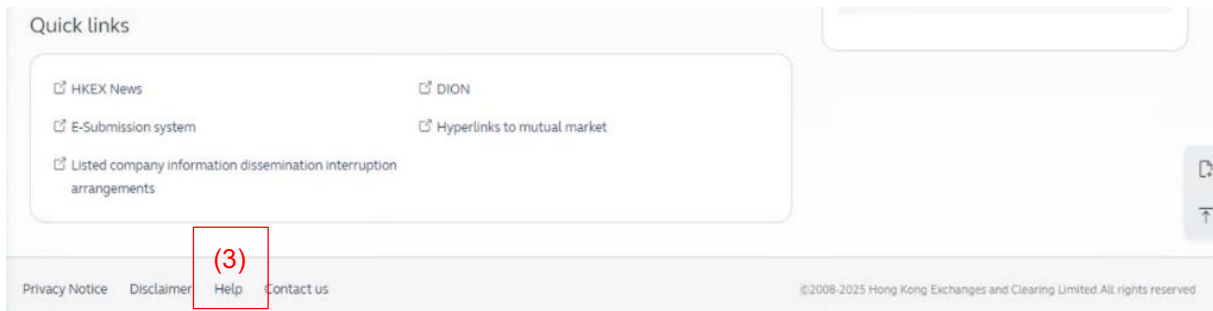 Quick links
HKEX News
DION
E-Submission system
Hyperlinks to mutual market
Listed company information dissemination interruption
arrangements
(3)
Privacy Notice Disclaimer Help Contact us
©2008-2025 Hong Kong Exchanges and Clearing Limited.All rights reserved